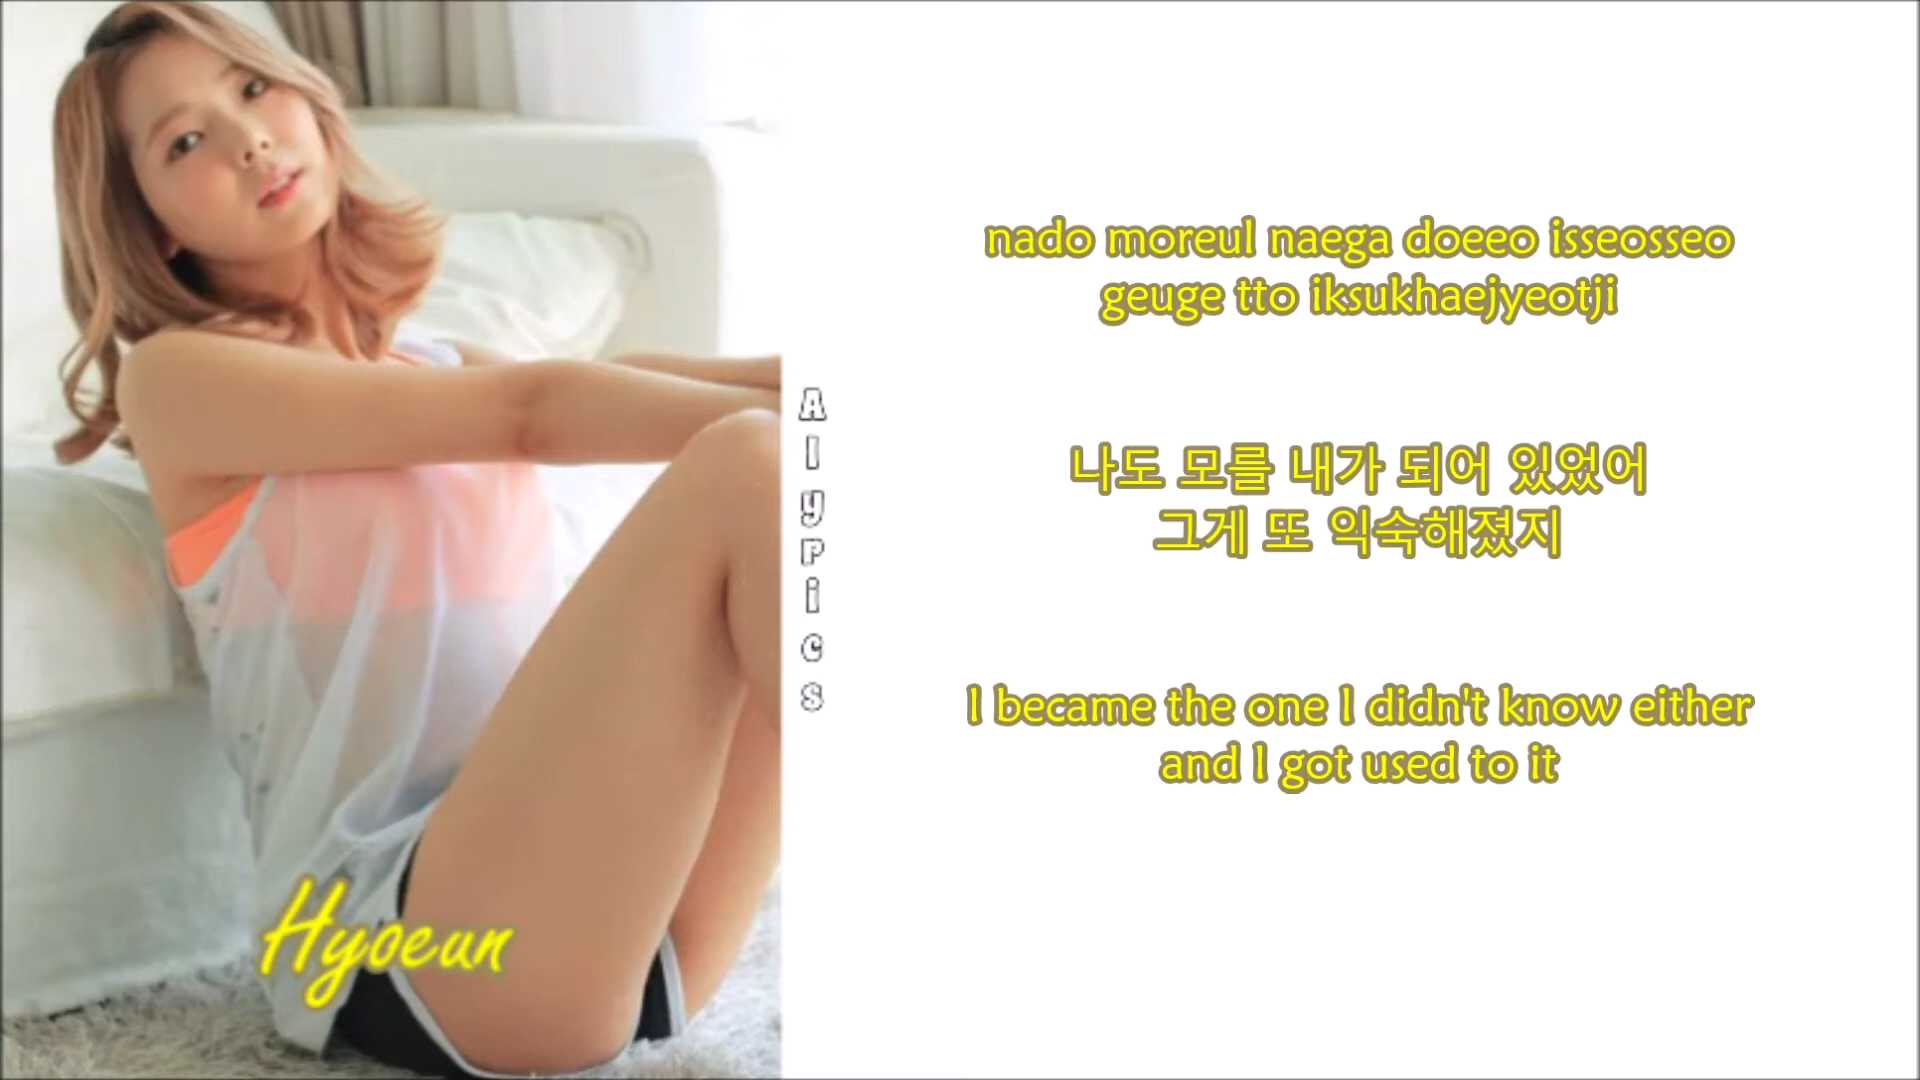 nado moreul naega doeeo isseosseo
geuge tto iksukhaejyeotji
나도 모를 내가 되어 있었어
그게 또 익숙해졌지
I became the one I didn't know either
and I got used to it
AlyPics
Hyoeun